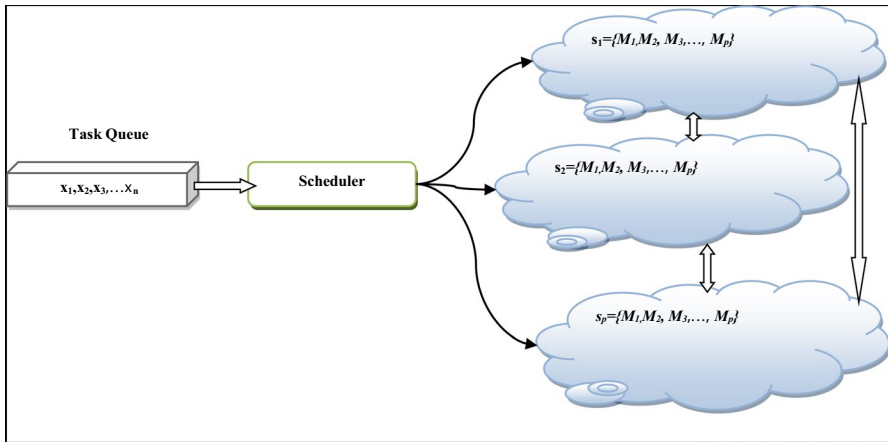 s₁={M₁,M₂, M₃,…, Mₚ}
Task Queue
x₁,x₂,x₃,…xₙ
Scheduler
s₂={M₁,M₂, M₃,…, Mₚ}
sₚ={M₁,M₂, M₃,…, Mₚ}